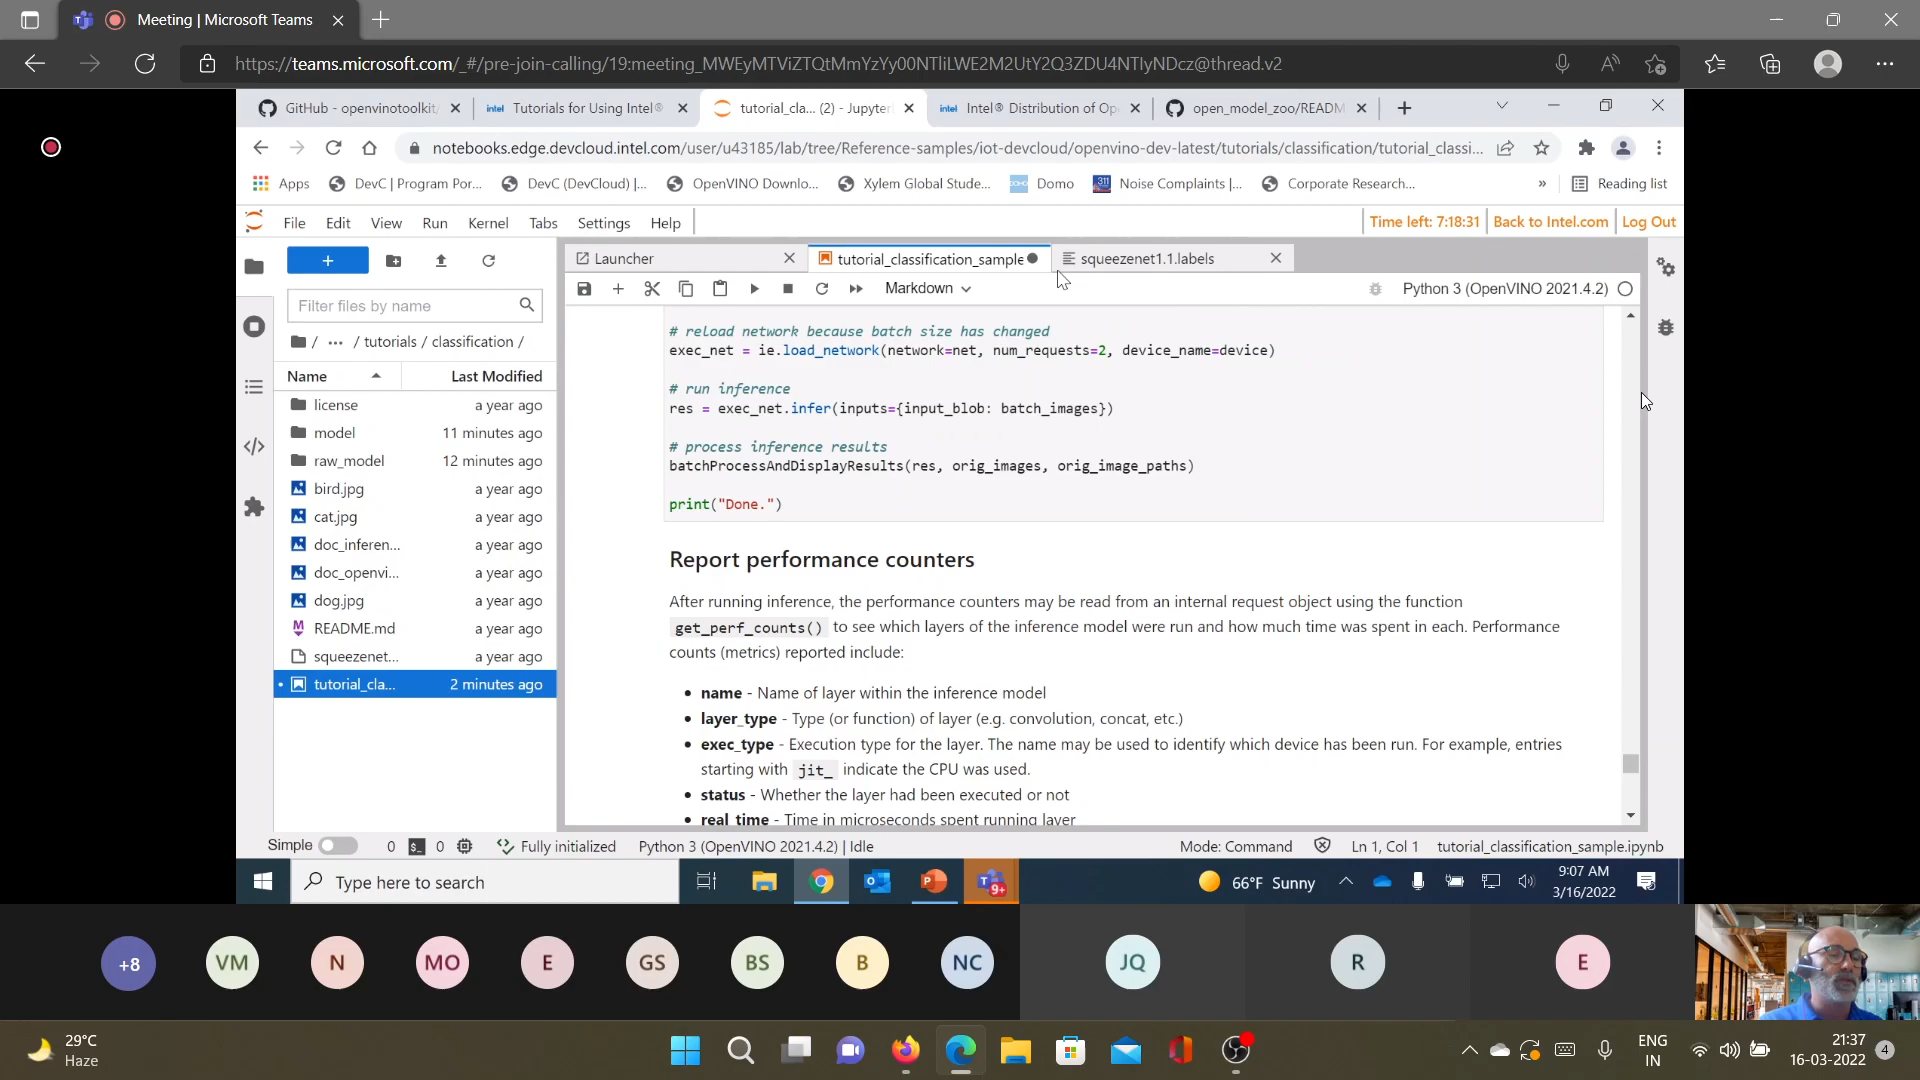 Meeting | Microsoft Teams
https://teams.microsoft.com/_#/pre-join-calling/19:meeting_MWEyMTViZTQtMmYzYy00NTliLWE2M2UtY2Q3ZDU4NTIyNDcz@thread.v2
GitHub - openvinotoolkit
intel Tutorials for Using Intel®
tutorial_cla... (2) - Jupyter
intel Intel® Distribution of Op
open_model_zoo/READM
notebooks.edge.devcloud.intel.com/user/u43185/lab/tree/Reference-samples/iot-devcloud/openvino-dev-latest/tutorials/classification/tutorial_classi...
Apps
DevC | Program Por...
DevC (DevCloud) |...
OpenVINO Downlo...
Xylem Global Stude...
DOMO Domo
311 Noise Complaints |...
Corporate Research...
»
Reading list
File Edit View Run Kernel Tabs Settings Help
Time left: 7:18:31 Back to Intel.com Log Out
Launcher
tutorial_classification_sample
squeezenet1.1.labels
Markdown
Python 3 (OpenVINO 2021.4.2)
Filter files by name
/ ... / tutorials / classification /
Name Last Modified
license a year ago
model 11 minutes ago
raw_model 12 minutes ago
bird.jpg a year ago
cat.jpg a year ago
doc_inferen... a year ago
doc_openvi... a year ago
dog.jpg a year ago
README.md a year ago
squeezenet... a year ago
tutorial_cla... 2 minutes ago
# reload network because batch size has changed
exec_net = ie.load_network(network=net, num_requests=2, device_name=device)
# run inference
res = exec_net.infer(inputs={input_blob: batch_images})
# process inference results
batchProcessAndDisplayResults(res, orig_images, orig_image_paths)
print("Done.")
Report performance counters
After running inference, the performance counters may be read from an internal request object using the function
get_perf_counts() to see which layers of the inference model were run and how much time was spent in each. Performance
counts (metrics) reported include:
• name - Name of layer within the inference model
• layer_type - Type (or function) of layer (e.g. convolution, concat, etc.)
• exec_type - Execution type for the layer. The name may be used to identify which device has been run. For example, entries
starting with jit_ indicate the CPU was used.
• status - Whether the layer had been executed or not
• real_time - Time in microseconds spent running layer
Simple 0 0 Fully initialized Python 3 (OpenVINO 2021.4.2) | Idle
Mode: Command Ln 1, Col 1 tutorial_classification_sample.ipynb
Type here to search
9+
66°F Sunny
9:07 AM
3/16/2022
+8 VM N MO E GS BS B NC JQ R E
29°C
Haze
ENG
IN
21:37
16-03-2022
4